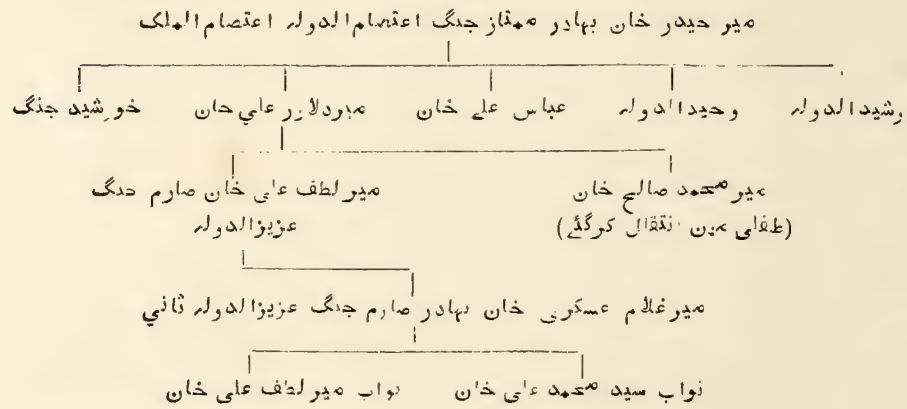 میر حیدر خان بہادر ممتاز جنگ اعتصام الدولہ اعتصام الملک
رشید الدولہ وحید الدولہ عباس علے خان میر دلاور علی خان خورشید جنگ
میر محمد صالح خان میر لطف علی خان صارم جنگ
(طفلی میں انتقال کرگئے) عزیز الدولہ
میر غلام عسکری خان بہادر صارم جنگ عزیز الدولہ ثانی
نواب سید محمد علی خان نواب میر لطف علی خان